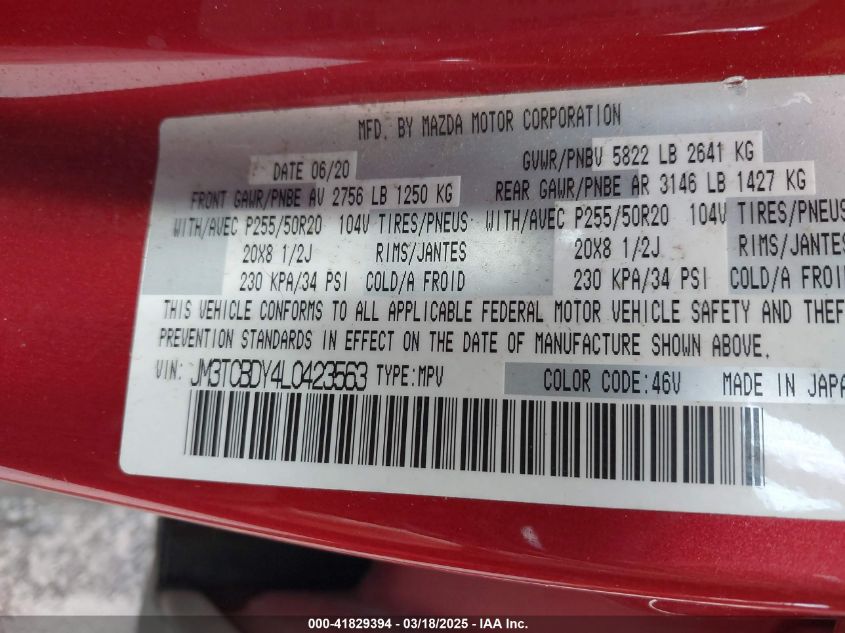 MFD. BY MAZDA MOTOR CORPORATION
DATE 06/20 GVWR/PNBV 5822 LB 2641 KG
FRONT GAWR/PNBE AV 2756 LB 1250 KG REAR GAWR/PNBE AR 3146 LB 1427 KG
WITH/AVEC P255/50R20 104V TIRES/PNEUS WITH/AVEC P255/50R20 104V TIRES/PNEUS
20X8 1/2J RIMS/JANTES 20X8 1/2J RIMS/JANTES
230 KPA/34 PSI COLD/A FROID 230 KPA/34 PSI COLD/A FROID
THIS VEHICLE CONFORMS TO ALL APPLICABLE FEDERAL MOTOR VEHICLE SAFETY AND THEF
PREVENTION STANDARDS IN EFFECT ON THE DATE OF MANUFACTURE SHOWN ABOVE.
VIN: JM3TCBDY4L0423563 TYPE:MPV COLOR CODE:46V MADE IN JAPA
000-41829394 / 03/18/2025 - IAA Inc.